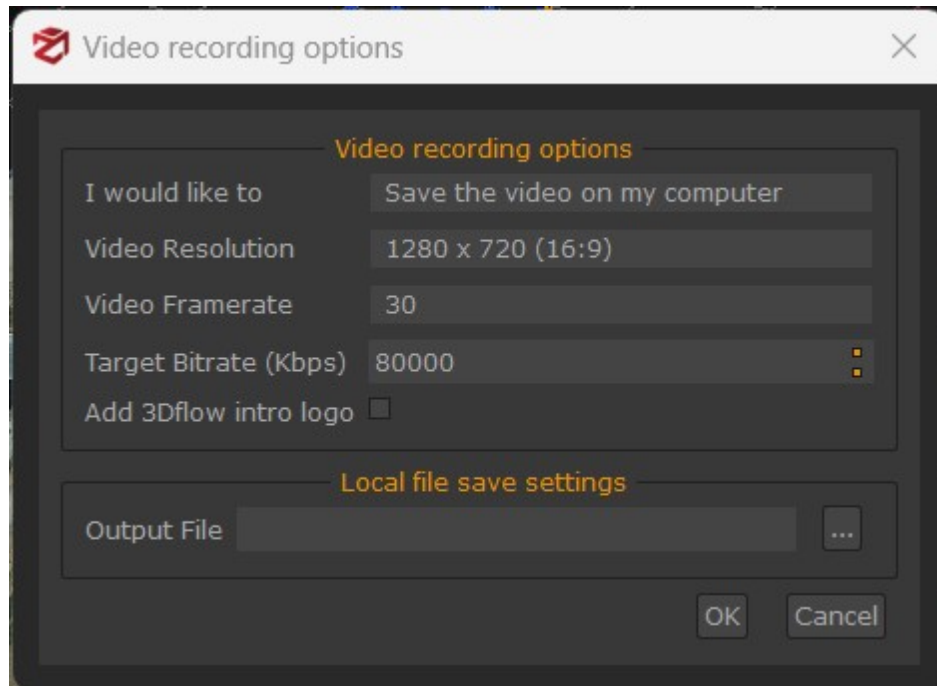 Video recording options
Video recording options
I would like to Save the video on my computer
Video Resolution 1280 x 720 (16:9)
Video Framerate 30
Target Bitrate (Kbps) 80000
Add 3Dflow intro logo
Local file save settings
Output File ...
OK Cancel